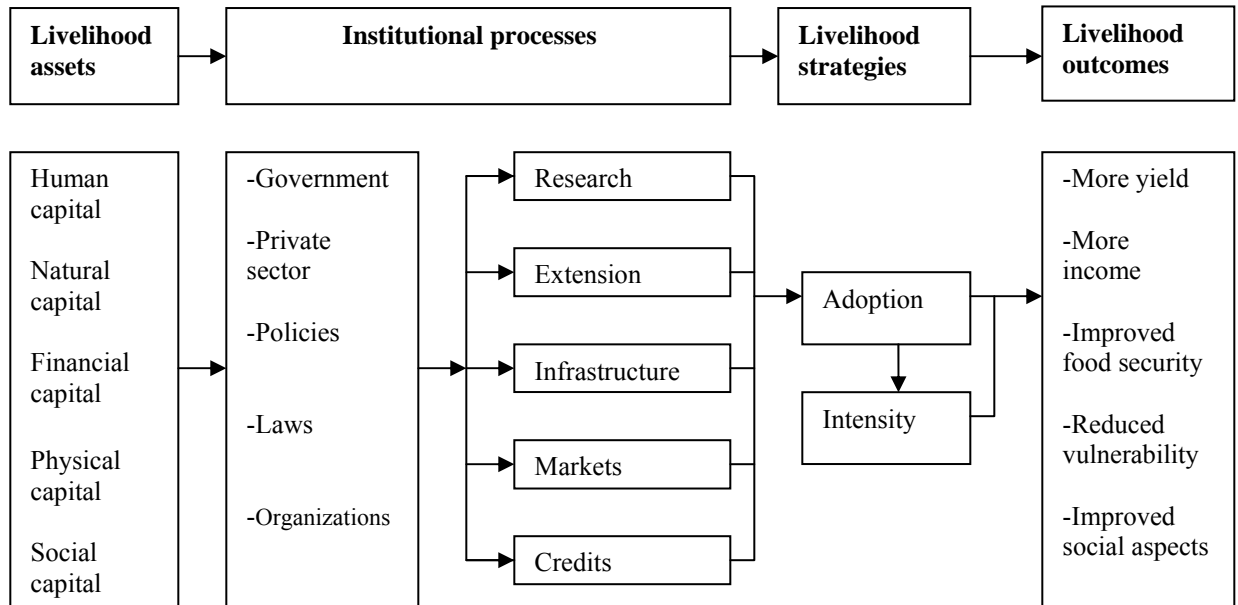 Livelihood
assets
Institutional processes
Livelihood
strategies
Livelihood
outcomes
Human
capital
Natural
capital
Financial
capital
Physical
capital
Social
capital
-Government
-Private
sector
-Policies
-Laws
-Organizations
Research
Extension
Infrastructure
Markets
Credits
Adoption
Intensity
-More yield
-More
income
-Improved
food security
-Reduced
vulnerability
-Improved
social aspects